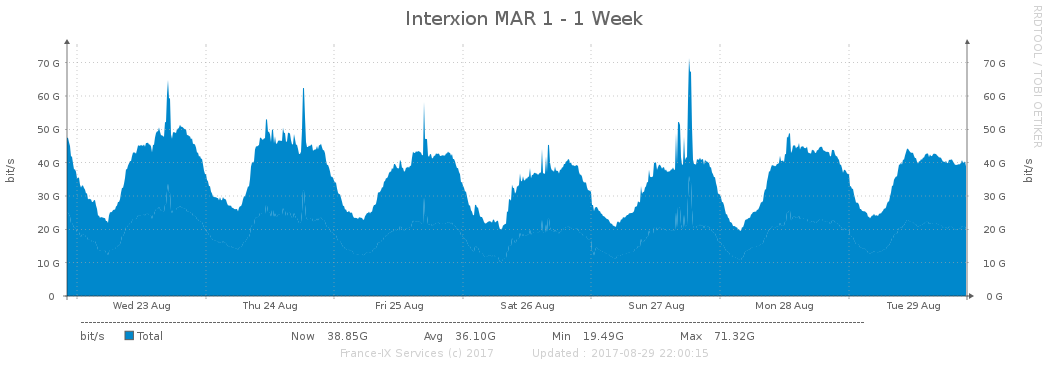 Interxion MAR 1 - 1 Week
RRDTOOL / TOBI OETIKER
bit/s
70 G 70 G
60 G 60 G
50 G 50 G
40 G 40 G
30 G 30 G
20 G 20 G
10 G 10 G
0 0 G
bit/s
Wed 23 Aug Thu 24 Aug Fri 25 Aug Sat 26 Aug Sun 27 Aug Mon 28 Aug Tue 29 Aug
bit/s Total Now 38.85G Avg 36.10G Min 19.49G Max 71.32G
France-IX Services (c) 2017 Updated : 2017-08-29 22:00:15